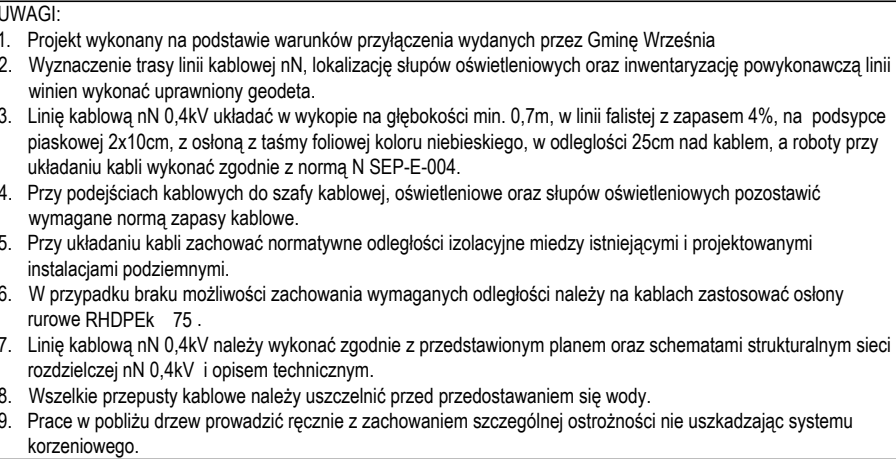 UWAGI:
1. Projekt wykonany na podstawie warunków przyłączenia wydanych przez Gminę Września
2. Wyznaczenie trasy linii kablowej nN, lokalizację słupów oświetleniowych oraz inwentaryzację powykonawczą linii
winien wykonać uprawniony geodeta.
3. Linię kablową nN 0,4kV układać w wykopie na głębokości min. 0,7m, w linii falistej z zapasem 4%, na podsypce
piaskowej 2x10cm, z osłoną z taśmy foliowej koloru niebieskiego, w odleglości 25cm nad kablem, a roboty przy
układaniu kabli wykonać zgodnie z normą N SEP-E-004.
4. Przy podejściach kablowych do szafy kablowej, oświetleniowe oraz słupów oświetleniowych pozostawić
wymagane normą zapasy kablowe.
5. Przy układaniu kabli zachować normatywne odległości izolacyjne miedzy istniejącymi i projektowanymi
instalacjami podziemnymi.
6. W przypadku braku możliwości zachowania wymaganych odległości należy na kablach zastosować osłony
rurowe RHDPEk 75 .
7. Linię kablową nN 0,4kV należy wykonać zgodnie z przedstawionym planem oraz schematami strukturalnym sieci
rozdzielczej nN 0,4kV i opisem technicznym.
8. Wszelkie przepusty kablowe należy uszczelnić przed przedostawaniem się wody.
9. Prace w pobliżu drzew prowadzić ręcznie z zachowaniem szczególnej ostrożności nie uszkadzając systemu
korzeniowego.